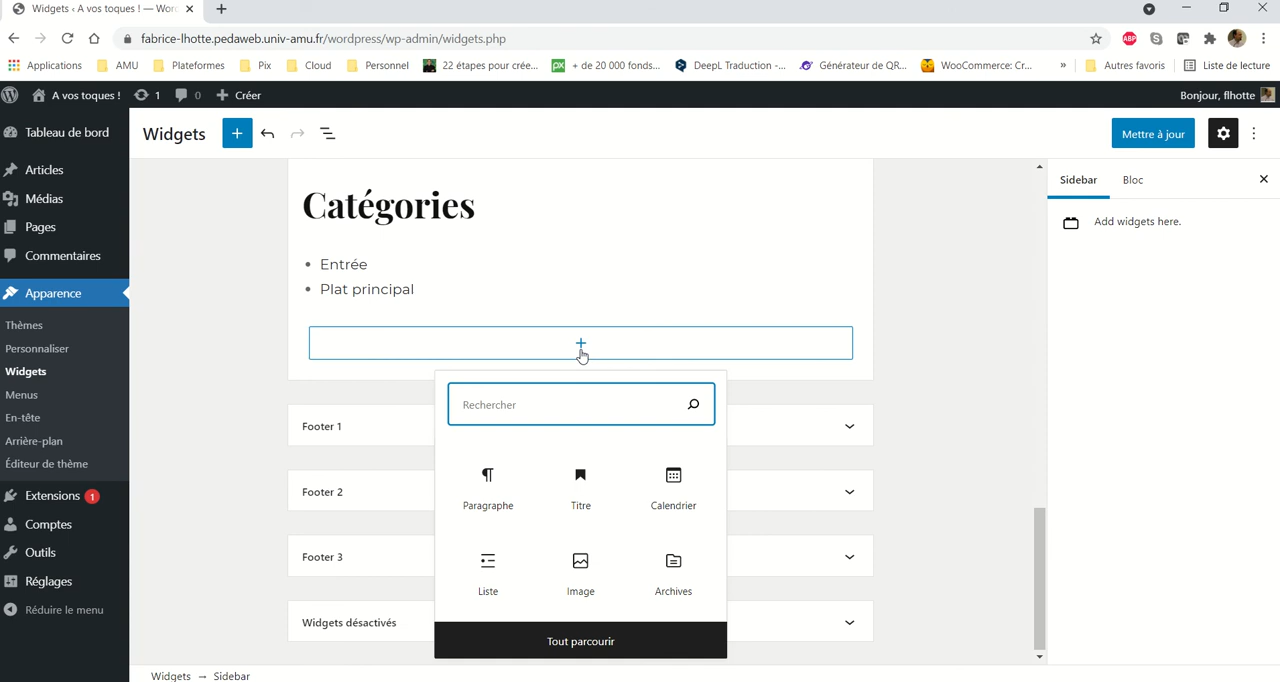 Widgets ‹ A vos toques ! — Worc
fabrice-lhotte.pedaweb.univ-amu.fr/wordpress/wp-admin/widgets.php
ABP
Applications AMU Plateformes Pix Cloud Personnel 22 étapes pour crée... px + de 20 000 fonds... DeepL Traduction -... Générateur de QR... WooCommerce: Cr... » Autres favoris Liste de lecture
A vos toques ! 1 0 Créer Bonjour, flhotte
Tableau de bord
Articles
Médias
Pages
Commentaires
Apparence
Thèmes
Personnaliser
Widgets
Menus
En-tête
Arrière-plan
Éditeur de thème
Extensions 1
Comptes
Outils
Réglages
Réduire le menu
Widgets Mettre à jour
Catégories
• Entrée
• Plat principal
Rechercher
Paragraphe Titre Calendrier
Liste Image Archives
Tout parcourir
Footer 1
Footer 2
Footer 3
Widgets désactivés
Sidebar Bloc
Add widgets here.
Widgets → Sidebar